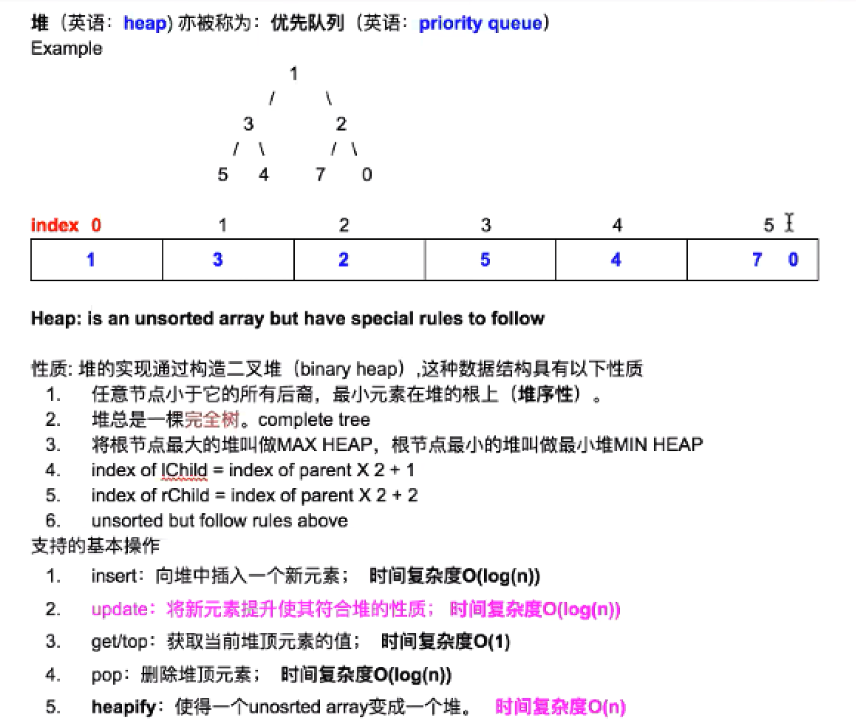 堆（英语：heap) 亦被称为：优先队列（英语：priority queue）
Example
1
/ \
3 2
/ \ / \
5 4 7 0
index 0 1 2 3 4 5
1 3 2 5 4 7 0
Heap: is an unsorted array but have special rules to follow
性质: 堆的实现通过构造二叉堆（binary heap）,这种数据结构具有以下性质
1. 任意节点小于它的所有后裔，最小元素在堆的根上（堆序性）。
2. 堆总是一棵完全树。complete tree
3. 将根节点最大的堆叫做MAX HEAP，根节点最小的堆叫做最小堆MIN HEAP
4. index of lChild = index of parent X 2 + 1
5. index of rChild = index of parent X 2 + 2
6. unsorted but follow rules above
支持的基本操作
1. insert：向堆中插入一个新元素； 时间复杂度O(log(n))
2. update：将新元素提升使其符合堆的性质； 时间复杂度O(log(n))
3. get/top：获取当前堆顶元素的值； 时间复杂度O(1)
4. pop：删除堆顶元素； 时间复杂度O(log(n))
5. heapify：使得一个unosrted array变成一个堆。 时间复杂度O(n)